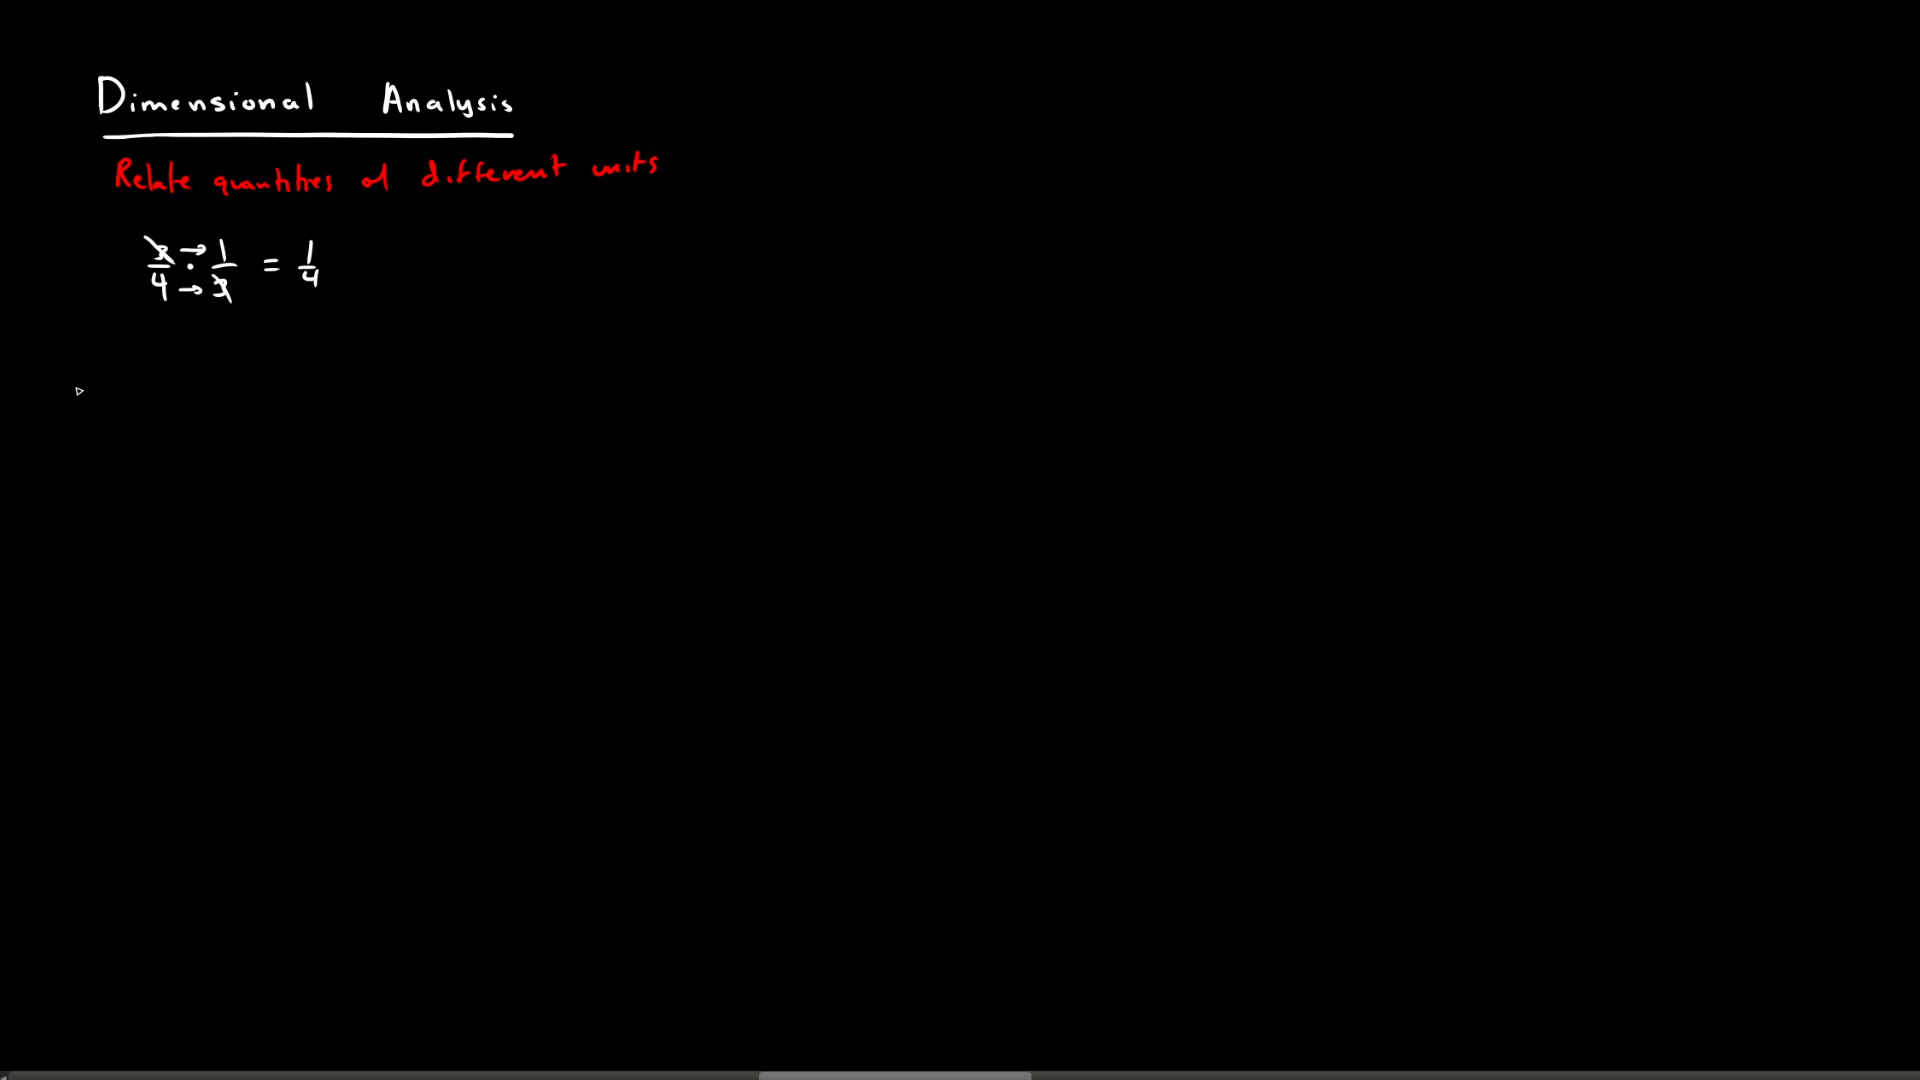 Dimensional Analysis
Relate quantities of different units
3/4 · 1/3 = 1/4